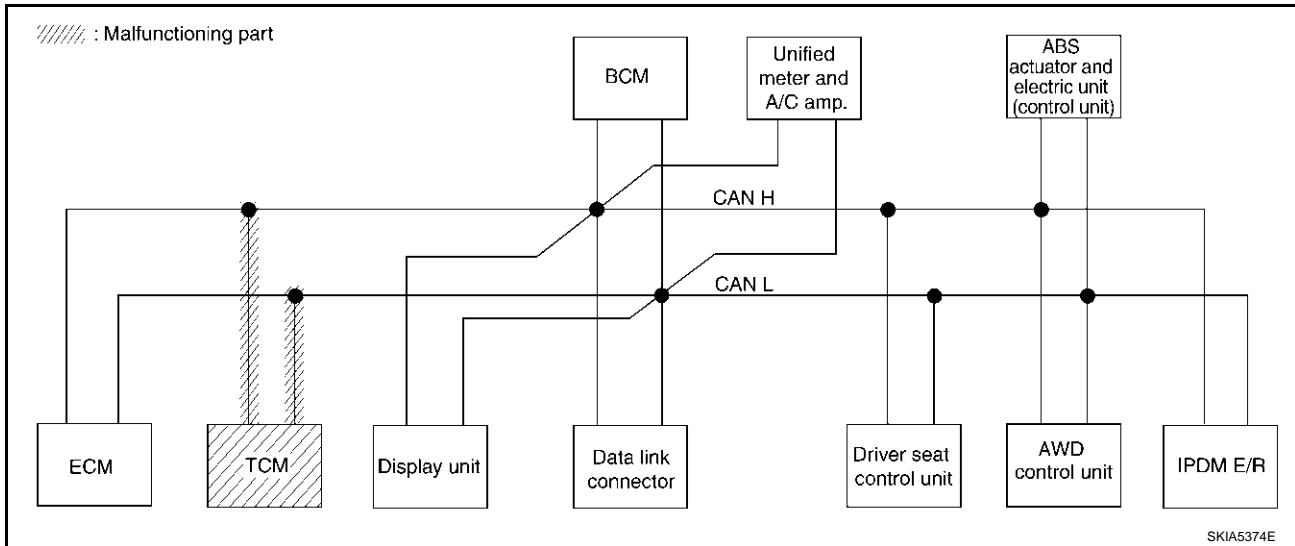 : Malfunctioning part
BCM
Unified
meter and
A/C amp.
ABS
actuator and
electric unit
(control unit)
CAN H
CAN L
ECM
TCM
Display unit
Data link
connector
Driver seat
control unit
AWD
control unit
IPDM E/R
SKIA5374E